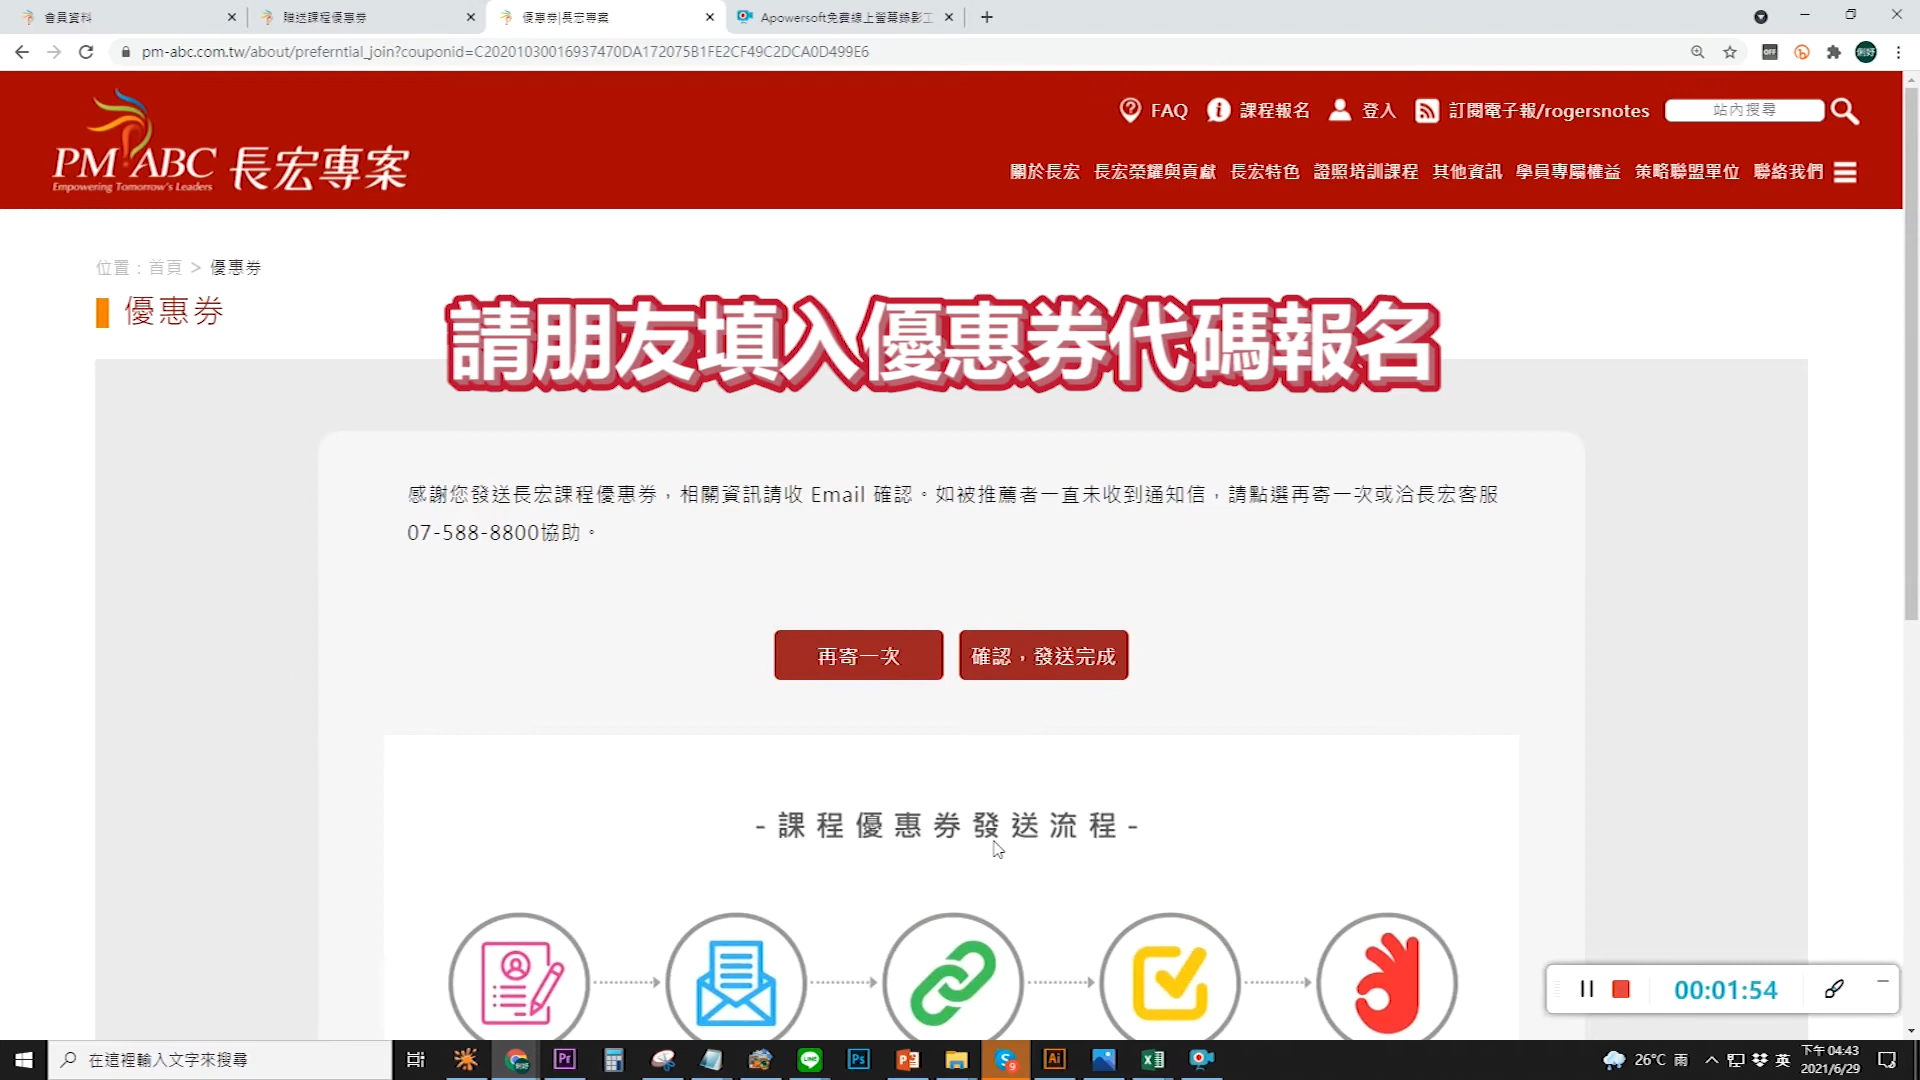 會員資料
贈送課程優惠券
優惠券|長宏專案
Apowersoft免費線上螢幕錄影工
pm-abc.com.tw/about/preferntial_join?couponid=C20201030016937470DA172075B1FE2CF49C2DCA0D499E6
FAQ
課程報名
登入
訂閱電子報/rogersnotes
站內搜尋
PM ABC 長宏專案
Empowering Tomorrow's Leaders
關於長宏 長宏榮耀與貢獻 長宏特色 證照培訓課程 其他資訊 學員專屬權益 策略聯盟單位 聯絡我們
位置：首頁 > 優惠券
優惠券
請朋友填入優惠券代碼報名
感謝您發送長宏課程優惠券，相關資訊請收 Email 確認。如被推薦者一直未收到通知信，請點選再寄一次或洽長宏客服
07-588-8800協助。
再寄一次
確認，發送完成
-課程優惠券發送流程-
00:01:54
在這裡輸入文字來搜尋
26°C 雨
英
下午 04:43
2021/6/29